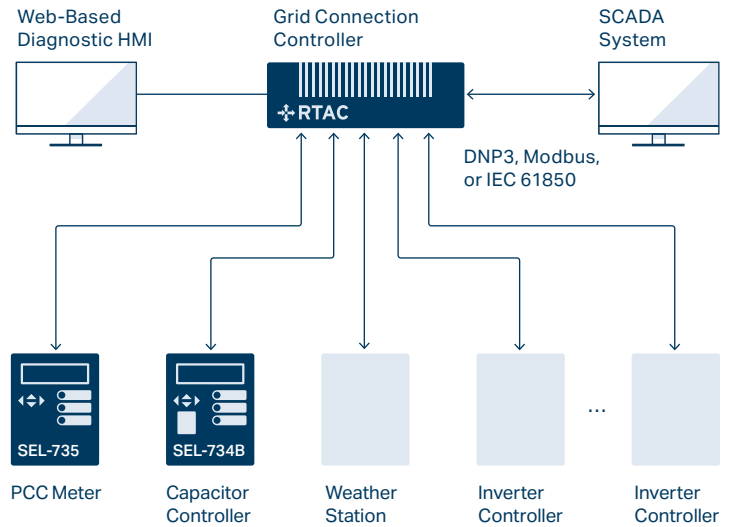 Web-Based
Diagnostic HMI
Grid Connection
Controller
SCADA
System
RTAC
DNP3, Modbus,
or IEC 61850
...
SEL-735
SEL-734B
PCC Meter
Capacitor
Controller
Weather
Station
Inverter
Controller
Inverter
Controller